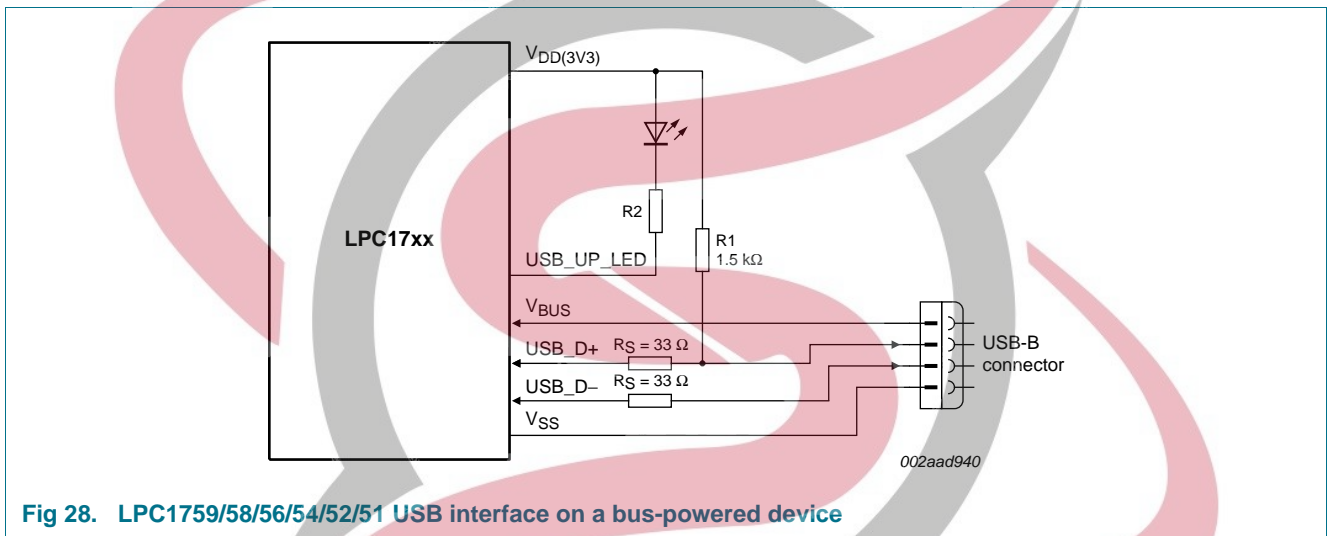 VDD(3V3)
R2
LPC17xx
R1
1.5 kΩ
USB_UP_LED
VBUS
USB_D+
RS = 33 Ω
USB-B
connector
USB_D−
RS = 33 Ω
VSS
002aad940
Fig 28. LPC1759/58/56/54/52/51 USB interface on a bus-powered device